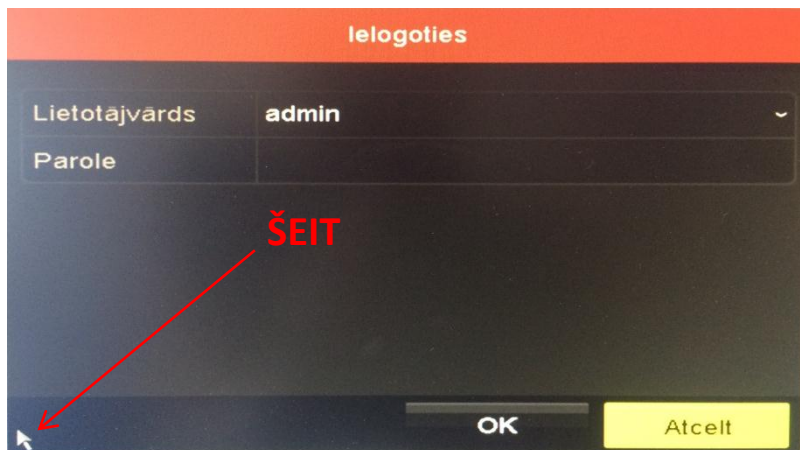 Ielogoties
Lietotājvārds admin
Parole
ŠEIT
OK Atcelt